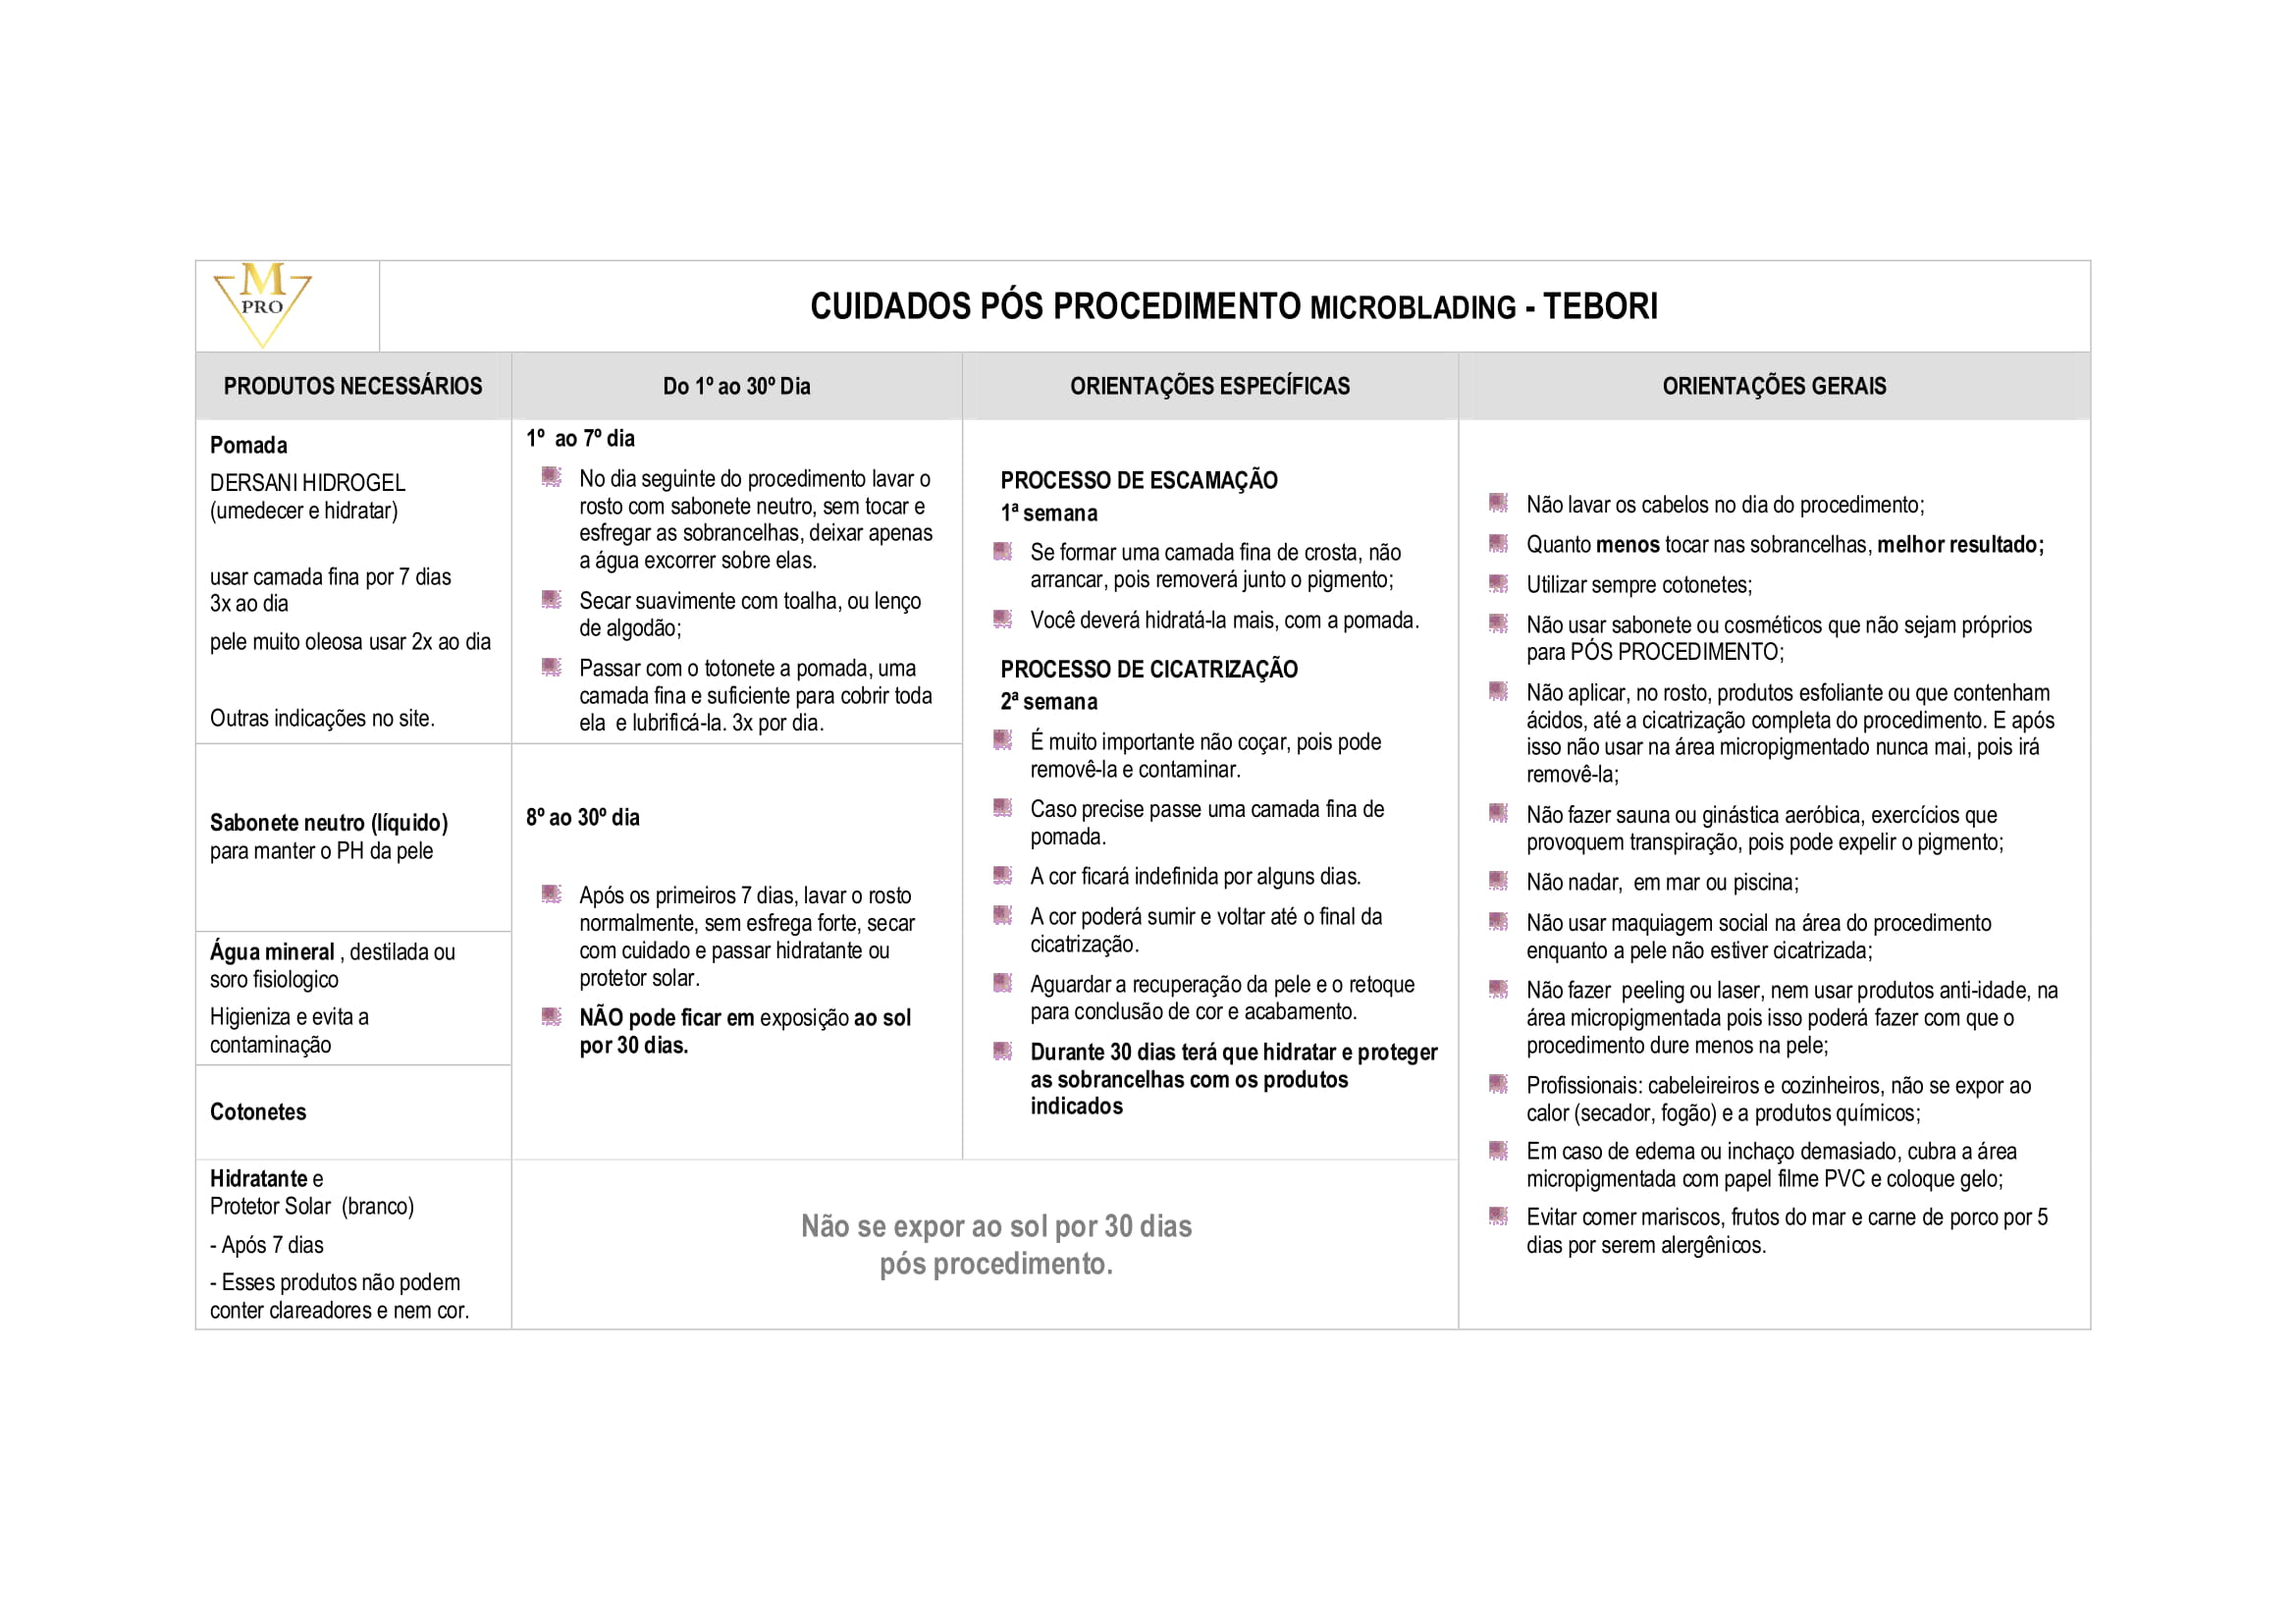 M
PRO
CUIDADOS PÓS PROCEDIMENTO MICROBLADING - TEBORI
PRODUTOS NECESSÁRIOS
Do 1º ao 30º Dia
ORIENTAÇÕES ESPECÍFICAS
ORIENTAÇÕES GERAIS
Pomada
DERSANI HIDROGEL
(umedecer e hidratar)
usar camada fina por 7 dias
3x ao dia
pele muito oleosa usar 2x ao dia
Outras indicações no site.
Sabonete neutro (líquido)
para manter o PH da pele
Água mineral , destilada ou
soro fisiologico
Higieniza e evita a
contaminação
Cotonetes
Hidratante e
Protetor Solar (branco)
- Após 7 dias
- Esses produtos não podem
conter clareadores e nem cor.
1º ao 7º dia
No dia seguinte do procedimento lavar o
rosto com sabonete neutro, sem tocar e
esfregar as sobrancelhas, deixar apenas
a água excorrer sobre elas.
Secar suavimente com toalha, ou lenço
de algodão;
Passar com o totonete a pomada, uma
camada fina e suficiente para cobrir toda
ela e lubrificá-la. 3x por dia.
8º ao 30º dia
Após os primeiros 7 dias, lavar o rosto
normalmente, sem esfrega forte, secar
com cuidado e passar hidratante ou
protetor solar.
NÃO pode ficar em exposição ao sol
por 30 dias.
PROCESSO DE ESCAMAÇÃO
1ª semana
Se formar uma camada fina de crosta, não
arrancar, pois removerá junto o pigmento;
Você deverá hidratá-la mais, com a pomada.
PROCESSO DE CICATRIZAÇÃO
2ª semana
É muito importante não coçar, pois pode
removê-la e contaminar.
Caso precise passe uma camada fina de
pomada.
A cor ficará indefinida por alguns dias.
A cor poderá sumir e voltar até o final da
cicatrização.
Aguardar a recuperação da pele e o retoque
para conclusão de cor e acabamento.
Durante 30 dias terá que hidratar e proteger
as sobrancelhas com os produtos
indicados
Não se expor ao sol por 30 dias
pós procedimento.
Não lavar os cabelos no dia do procedimento;
Quanto menos tocar nas sobrancelhas, melhor resultado;
Utilizar sempre cotonetes;
Não usar sabonete ou cosméticos que não sejam próprios
para PÓS PROCEDIMENTO;
Não aplicar, no rosto, produtos esfoliante ou que contenham
ácidos, até a cicatrização completa do procedimento. E após
isso não usar na área micropigmentado nunca mai, pois irá
removê-la;
Não fazer sauna ou ginástica aeróbica, exercícios que
provoquem transpiração, pois pode expelir o pigmento;
Não nadar, em mar ou piscina;
Não usar maquiagem social na área do procedimento
enquanto a pele não estiver cicatrizada;
Não fazer peeling ou laser, nem usar produtos anti-idade, na
área micropigmentada pois isso poderá fazer com que o
procedimento dure menos na pele;
Profissionais: cabeleireiros e cozinheiros, não se expor ao
calor (secador, fogão) e a produtos químicos;
Em caso de edema ou inchaço demasiado, cubra a área
micropigmentada com papel filme PVC e coloque gelo;
Evitar comer mariscos, frutos do mar e carne de porco por 5
dias por serem alergênicos.